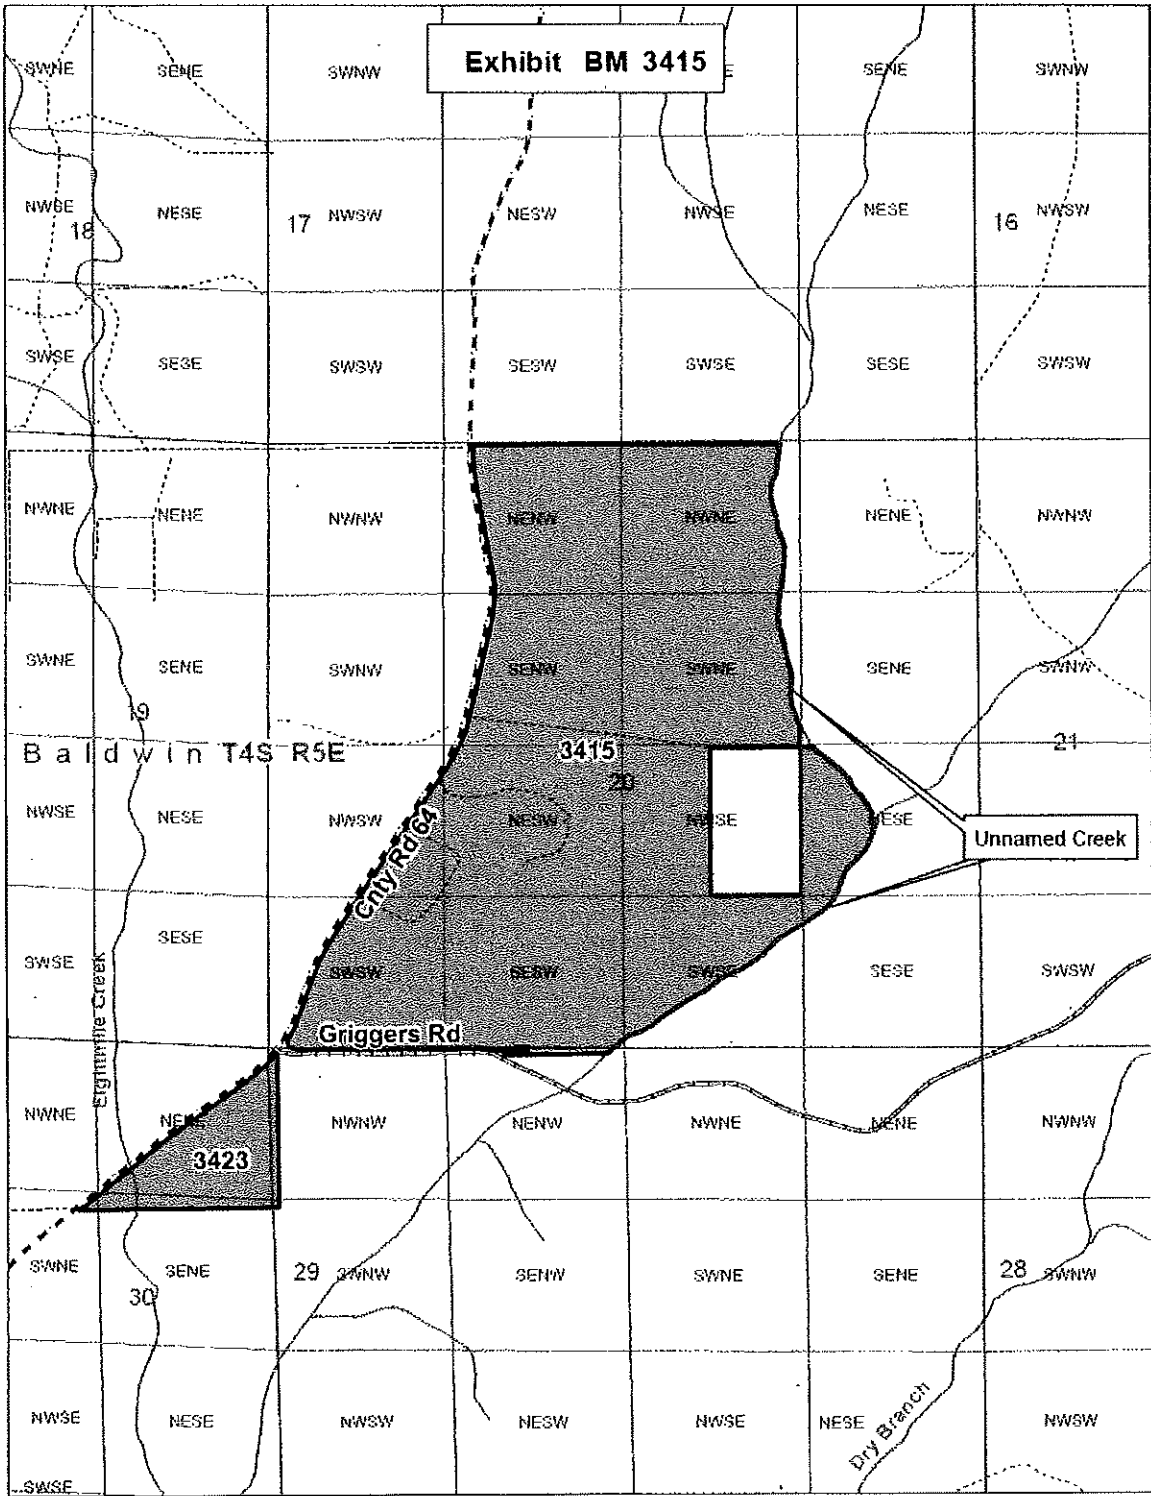 Exhibit BM 3415
SWNE SENE SWNW E SENE SWNW
NWSE NESE NWSW NESW NWSE NESE NWSW
18 17 16
SWSE SESE SWSW SESW SWSE SESE SWSW
NWNE NENE NWNW NENW NWNE NENE NWNW
SWNE SENE SWNW SENW SWNE SENE SWNW
19 21
Baldwin T4S R5E 3415
20
NWSE NESE NWSW NESW NWSE NESE
Cnty Rd 64
Unnamed Creek
SWSE SESE SWSW SESW SWSE SESE SWSW
Eightmile Creek
Griggers Rd
NWNE NENE NWNW NENW NWNE NENE NWNW
3423
SWNE SENE 29 SWNW SENW SWNE SENE 28 SWNW
30
NWSE NESE NWSW NESW NWSE NESE NWSW
Dry Branch
SWSE